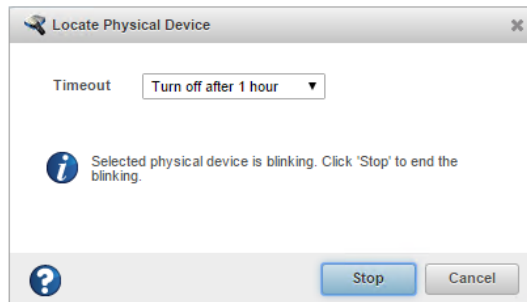 Locate Physical Device
Timeout
Turn off after 1 hour
Selected physical device is blinking. Click 'Stop' to end the
blinking.
Stop
Cancel